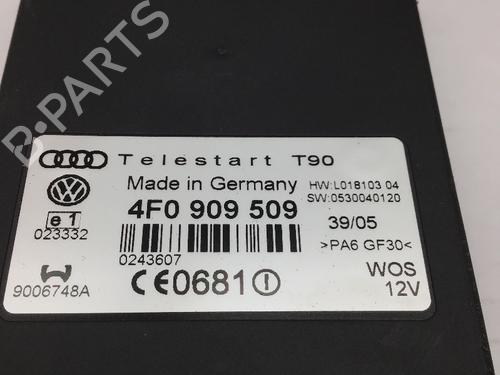 B-PARTS
Telestart T90
Made in Germany
HW:L018103 04
SW:0530040120
4F0 909 509
39/05
e1
023332
>PA6 GF30<
0243607
9006748A
CE0681
WOS
12V